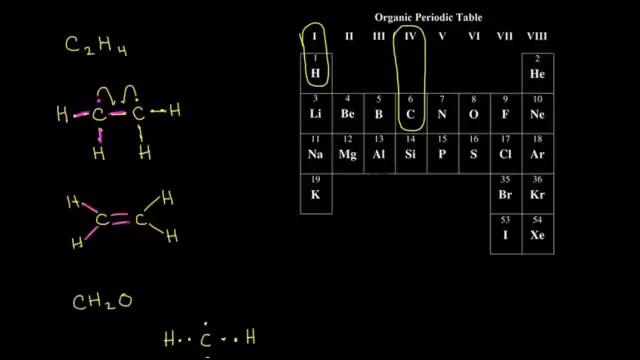 C2H4
H C C H
H H
H H
C C
H H
CH2O
H C H
Organic Periodic Table
I II III IV V VI VII VIII
1 2
H He
3 4 5 6 7 8 9 10
Li Be B C N O F Ne
11 12 13 14 15 16 17 18
Na Mg Al Si P S Cl Ar
19 35 36
K Br Kr
53 54
I Xe